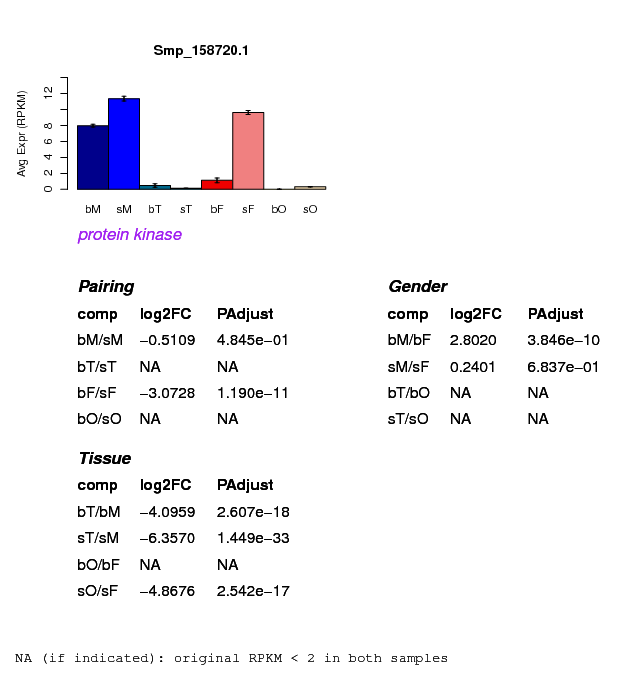 Smp_158720.1
Avg Expr (RPKM)
12
8
6
4
2
0
bM sM bT sT bF sF bO sO
protein kinase
Pairing
comp log2FC PAdjust
bM/sM −0.5109 4.845e−01
bT/sT NA NA
bF/sF −3.0728 1.190e−11
bO/sO NA NA
Gender
comp log2FC PAdjust
bM/bF 2.8020 3.846e−10
sM/sF 0.2401 6.837e−01
bT/bO NA NA
sT/sO NA NA
Tissue
comp log2FC PAdjust
bT/bM −4.0959 2.607e−18
sT/sM −6.3570 1.449e−33
bO/bF NA NA
sO/sF −4.8676 2.542e−17
NA (if indicated): original RPKM < 2 in both samples